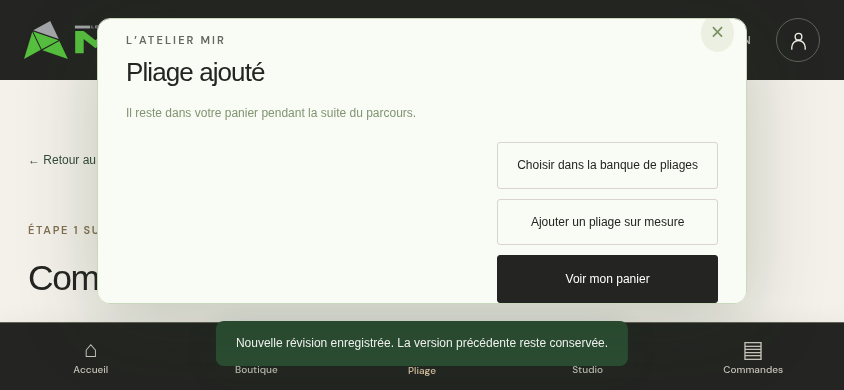 L'ATELIER MIR
Pliage ajouté
Il reste dans votre panier pendant la suite du parcours.
Choisir dans la banque de pliages
Ajouter un pliage sur mesure
Voir mon panier
← Retour au
ÉTAPE 1
Nouvelle révision enregistrée. La version précédente reste conservée.
Accueil
Boutique
Pliage
Studio
Commandes